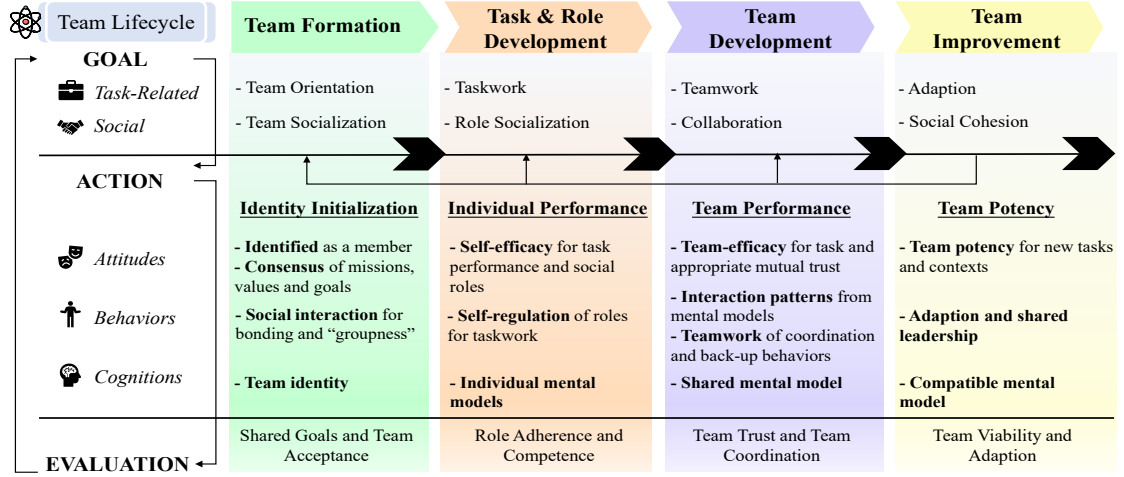 Team Lifecycle
Team Formation
Task & Role
Development
Team
Development
Team
Improvement
GOAL
Task-Related
Social
- Team Orientation
- Team Socialization
- Taskwork
- Role Socialization
- Teamwork
- Collaboration
- Adaption
- Social Cohesion
ACTION
Attitudes
Behaviors
Cognitions
Identity Initialization
- Identified as a member
- Consensus of missions,
values and goals
- Social interaction for
bonding and “groupness”
- Team identity
Individual Performance
- Self-efficacy for task
performance and social
roles
- Self-regulation of roles
for taskwork
- Individual mental
models
Team Performance
- Team-efficacy for task and
appropriate mutual trust
- Interaction patterns from
mental models
- Teamwork of coordination
and back-up behaviors
- Shared mental model
Team Potency
- Team potency for new tasks
and contexts
- Adaption and shared
leadership
- Compatible mental
model
EVALUATION
Shared Goals and Team
Acceptance
Role Adherence and
Competence
Team Trust and Team
Coordination
Team Viability and
Adaption